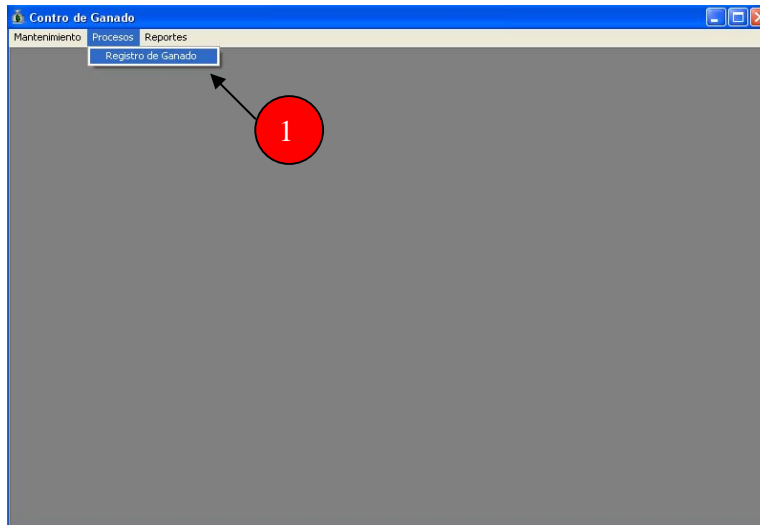 Contro de Ganado
Mantenimiento Procesos Reportes
Registro de Ganado
1